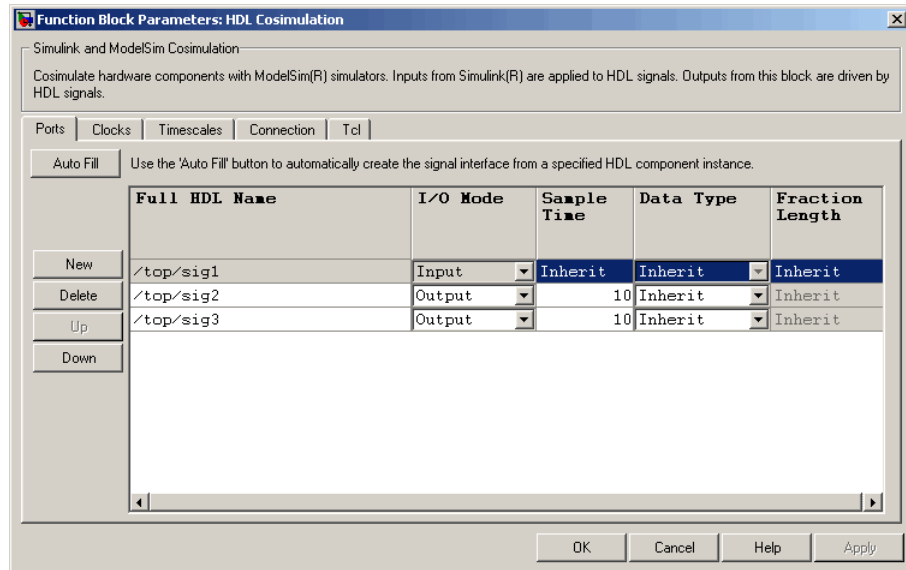 Function Block Parameters: HDL Cosimulation
Simulink and ModelSim Cosimulation
Cosimulate hardware components with ModelSim(R) simulators. Inputs from Simulink(R) are applied to HDL signals. Outputs from this block are driven by
HDL signals.
Ports Clocks Timescales Connection Tcl
Auto Fill Use the 'Auto Fill' button to automatically create the signal interface from a specified HDL component instance.
Full HDL Name I/O Mode Sample Time Data Type Fraction Length
New /top/sig1 Input Inherit Inherit Inherit
Delete /top/sig2 Output 10 Inherit Inherit
Up /top/sig3 Output 10 Inherit Inherit
Down
OK Cancel Help Apply